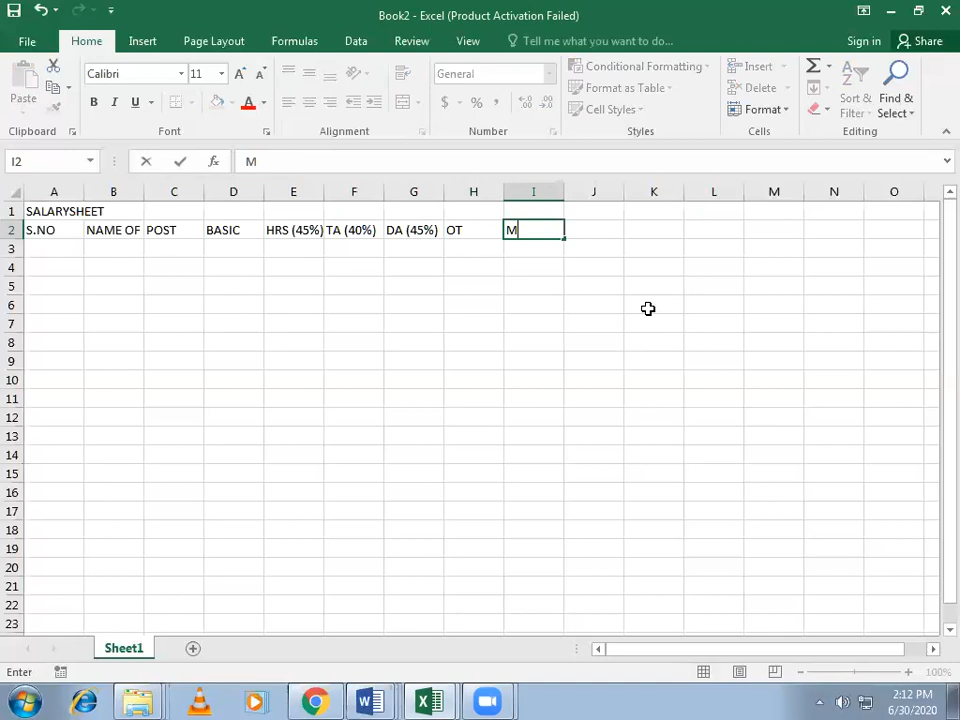 Book2 - Excel (Product Activation Failed)
File Home Insert Page Layout Formulas Data Review View Tell me what you want to do... Sign in Share
Paste
Calibri 11
B I U A
General
$ %
Conditional Formatting
Format as Table
Cell Styles
Insert
Delete
Format
Sort & Filter
Find & Select
Clipboard Font Alignment Number Styles Cells Editing
I2 fx M
A B C D E F G H I J K L M N O
1 SALARYSHEET
2 S.NO NAME OF POST BASIC HRS (45%) TA (40%) DA (45%) OT M
3
4
5
6
7
8
9
10
11
12
13
14
15
16
17
18
19
20
21
22
23
Sheet1
Enter 100%
2:12 PM
6/30/2020